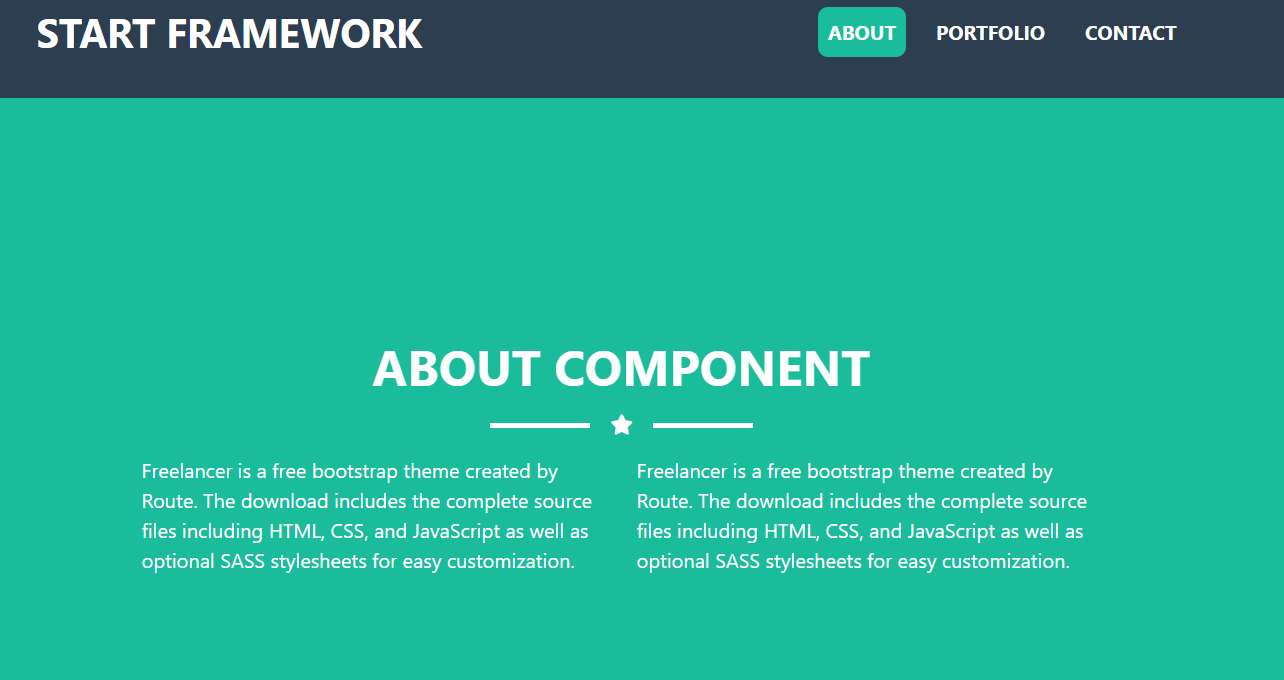 START FRAMEWORK
ABOUT
PORTFOLIO
CONTACT
ABOUT COMPONENT
Freelancer is a free bootstrap theme created by
Route. The download includes the complete source
files including HTML, CSS, and JavaScript as well as
optional SASS stylesheets for easy customization.
Freelancer is a free bootstrap theme created by
Route. The download includes the complete source
files including HTML, CSS, and JavaScript as well as
optional SASS stylesheets for easy customization.